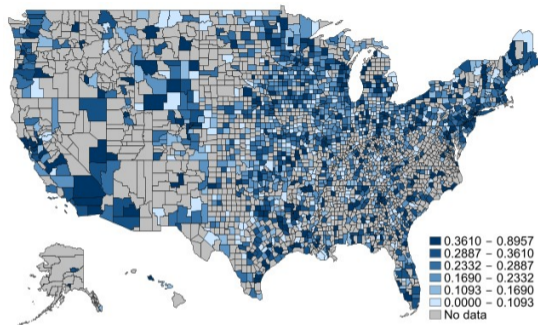 0.3610 – 0.8957
0.2887 – 0.3610
0.2332 – 0.2887
0.1690 – 0.2332
0.1093 – 0.1690
0.0000 – 0.1093
No data